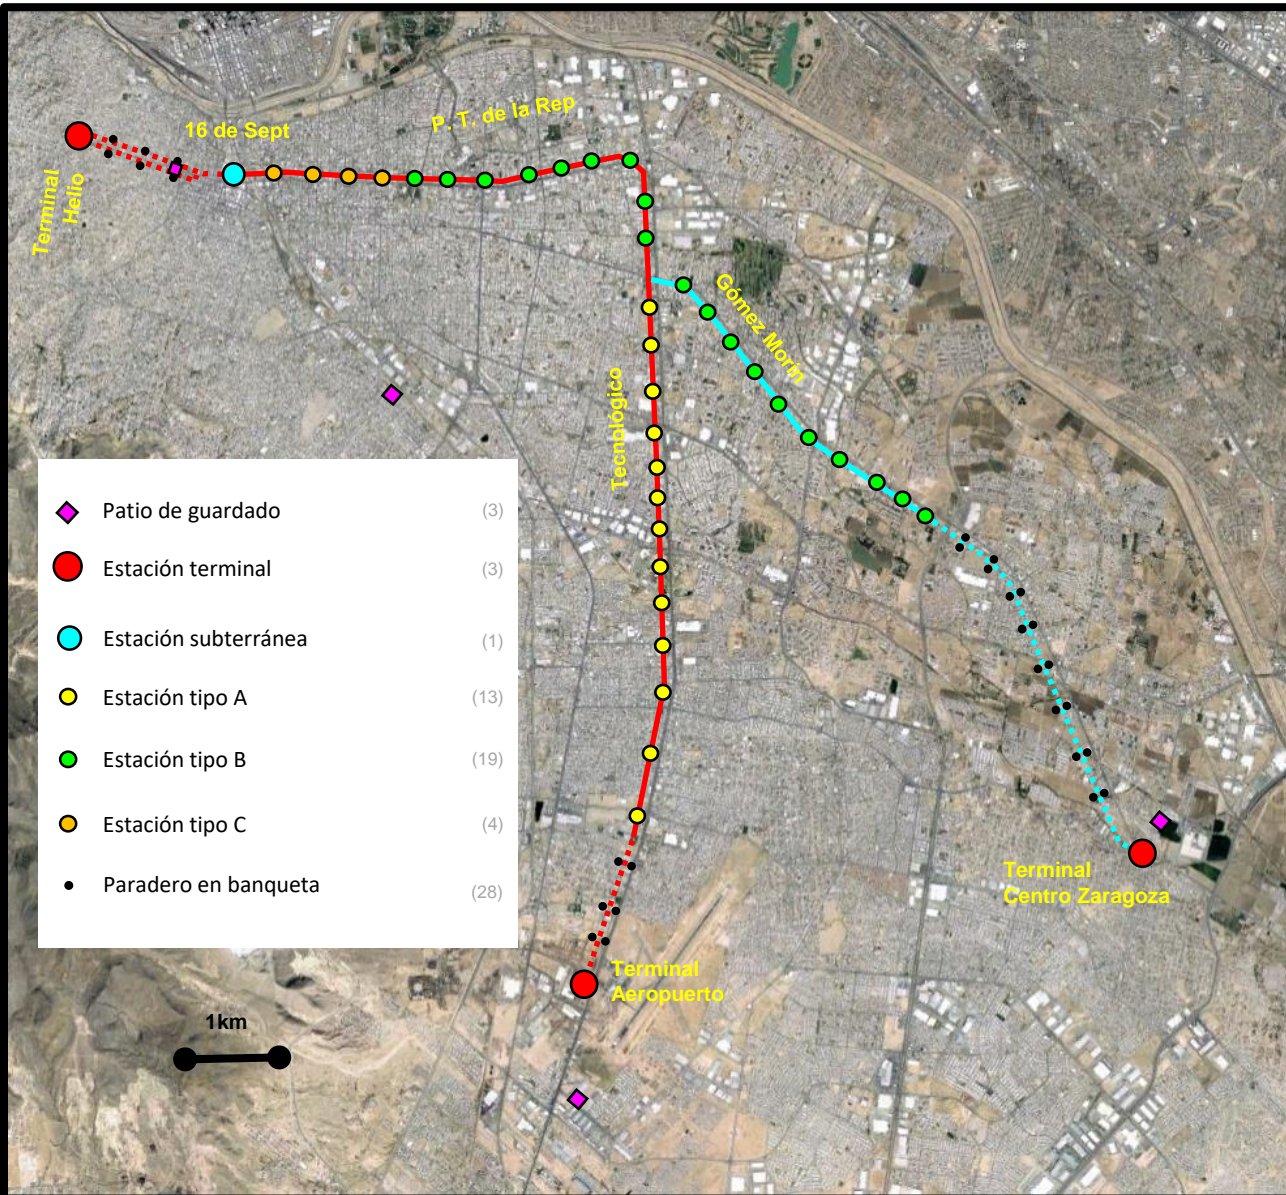 16 de Sept
P. T. de la Rep
Terminal
Helio
Gómez Morín
Tecnológico
Patio de guardado (3)
Estación terminal (3)
Estación subterránea (1)
Estación tipo A (13)
Estación tipo B (19)
Estación tipo C (4)
Paradero en banqueta (28)
Terminal
Centro Zaragoza
Terminal
Aeropuerto
1km